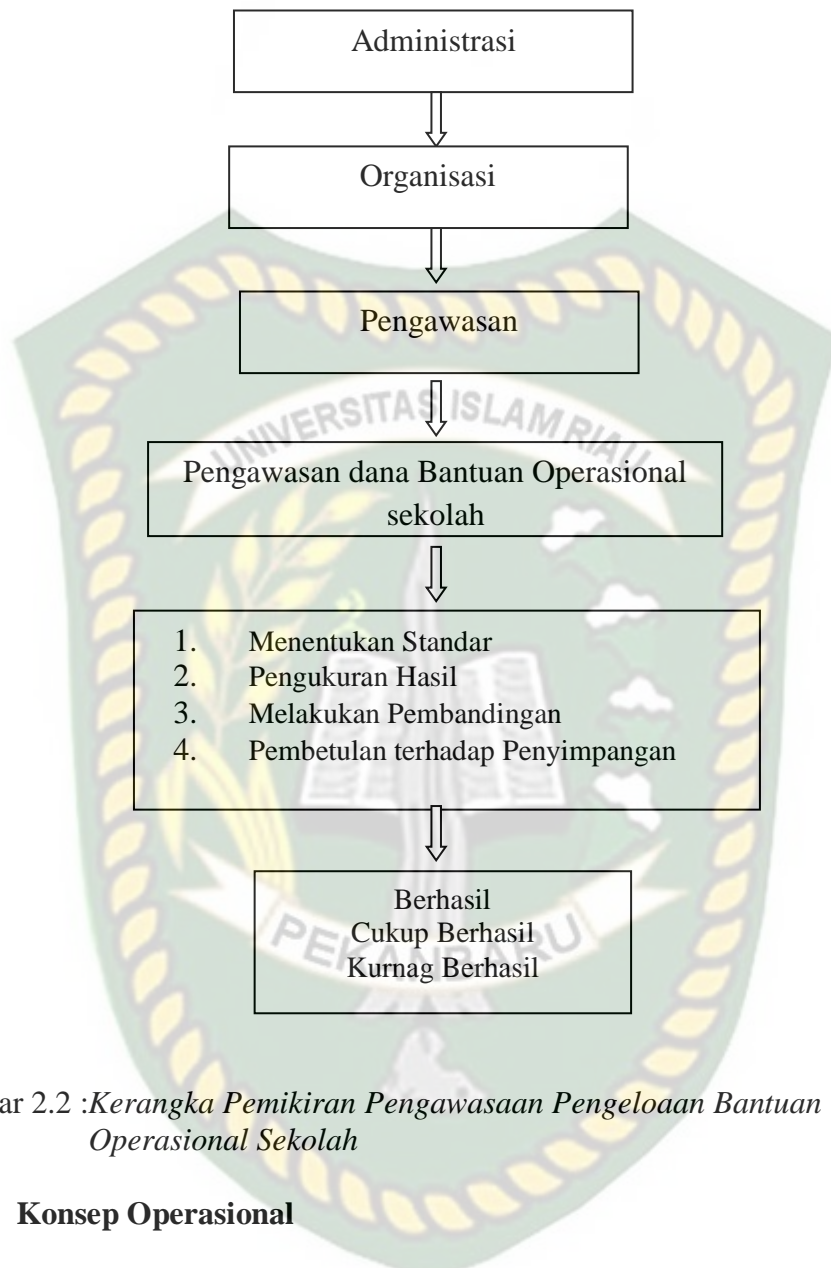 Administrasi
Organisasi
Pengawasan
UNIVERSITAS ISLAM RIAU
Pengawasan dana Bantuan Operasional
sekolah
1. Menentukan Standar
2. Pengukuran Hasil
3. Melakukan Pembandingan
4. Pembetulan terhadap Penyimpangan
Berhasil
Cukup Berhasil
Kurnag Berhasil
PEKANBARU
ar 2.2 :Kerangka Pemikiran Pengawasaan Pengeloaan Bantuan
Operasional Sekolah
Konsep Operasional